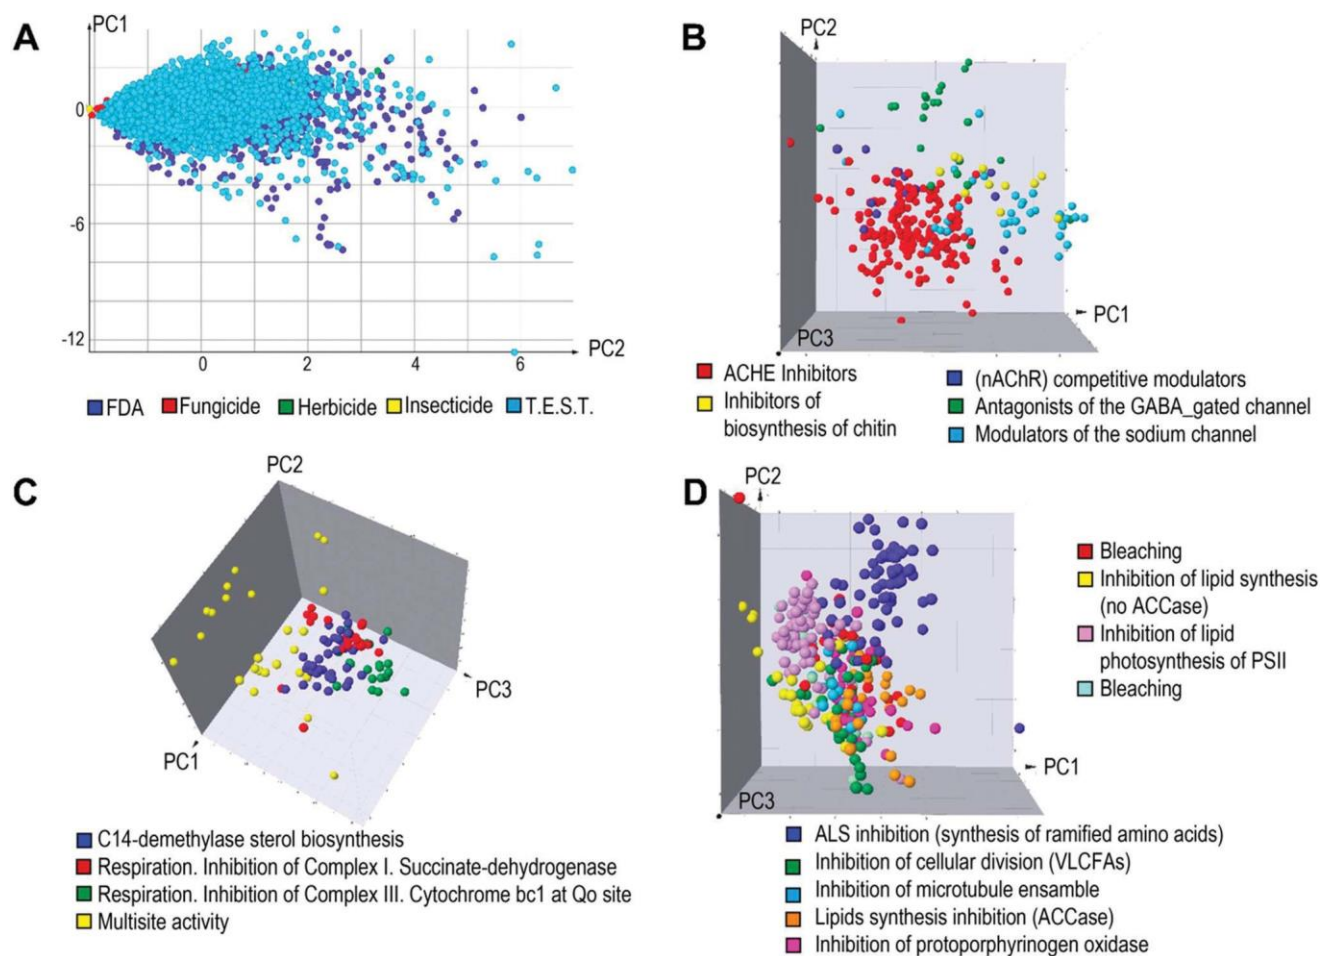 A
PC1
0
-6
-12
0
2
4
6
PC2
FDA
Fungicide
Herbicide
Insecticide
T.E.S.T.
B
PC2
PC1
PC3
ACHE Inhibitors
Inhibitors of
biosynthesis of chitin
(nAChR) competitive modulators
Antagonists of the GABA_gated channel
Modulators of the sodium channel
C
PC2
PC3
PC1
C14-demethylase sterol biosynthesis
Respiration. Inhibition of Complex I. Succinate-dehydrogenase
Respiration. Inhibition of Complex III. Cytochrome bc1 at Qo site
Multisite activity
D
PC2
PC1
PC3
Bleaching
Inhibition of lipid synthesis
(no ACCase)
Inhibition of lipid
photosynthesis of PSII
Bleaching
ALS inhibition (synthesis of ramified amino acids)
Inhibition of cellular division (VLCFAs)
Inhibition of microtubule ensamble
Lipids synthesis inhibition (ACCase)
Inhibition of protoporphyrinogen oxidase